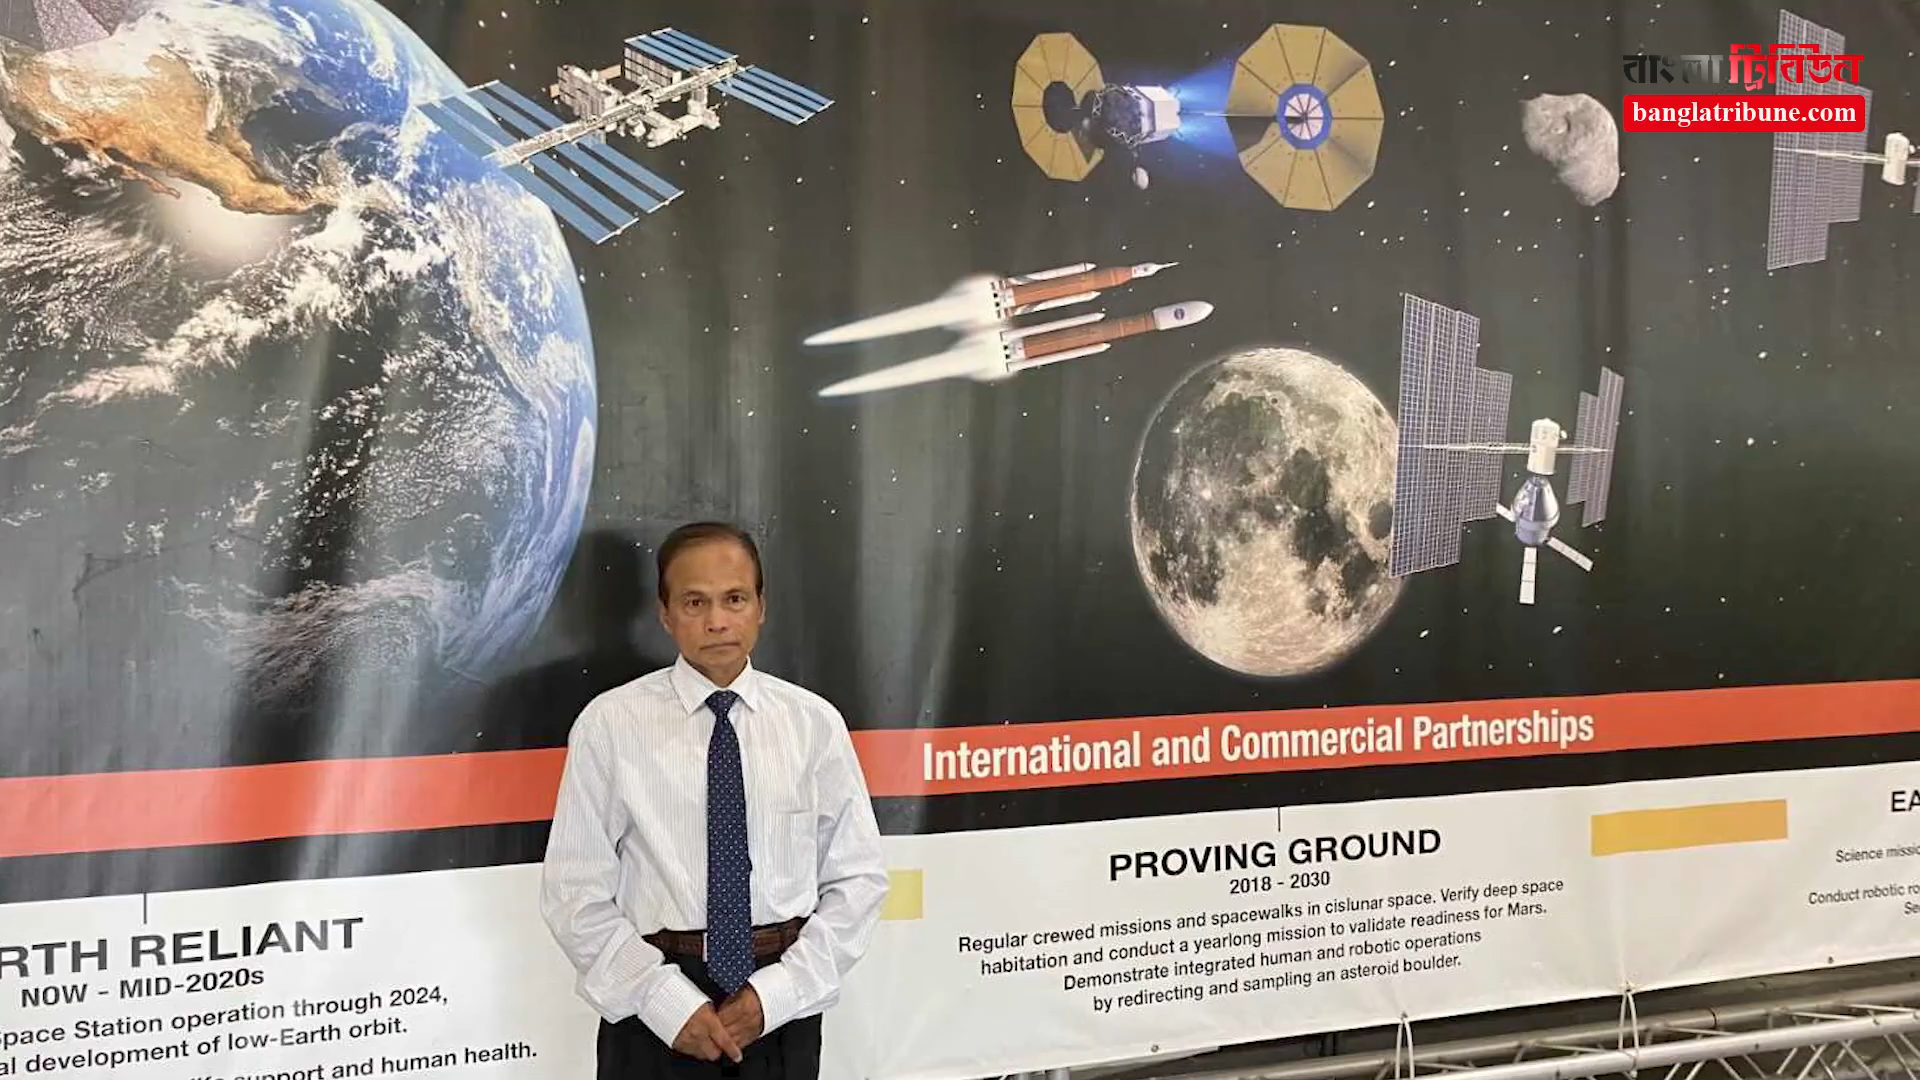 বাংলা ট্রিবিউন
banglatribune.com
International and Commercial Partnerships
RTH RELIANT
NOW - MID-2020s
Space Station operation through 2024,
al development of low-Earth orbit.
support and human health.
PROVING GROUND
2018 - 2030
Regular crewed missions and spacewalks in cislunar space. Verify deep space
habitation and conduct a yearlong mission to validate readiness for Mars.
Demonstrate integrated human and robotic operations
by redirecting and sampling an asteroid boulder.
EA
Science missio
Conduct robotic ro
Se